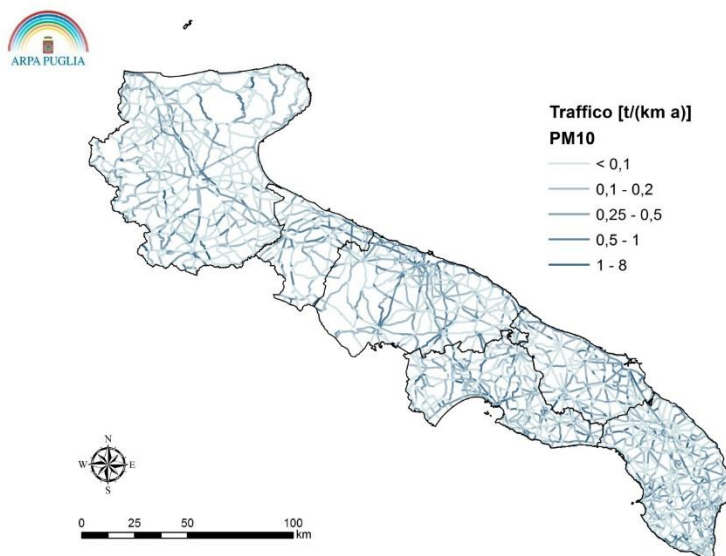 ARPA PUGLIA
Traffico [t/(km a)]
PM10
< 0,1
0,1 - 0,2
0,25 - 0,5
0,5 - 1
1 - 8
N
W E
S
0 25 50 100
km